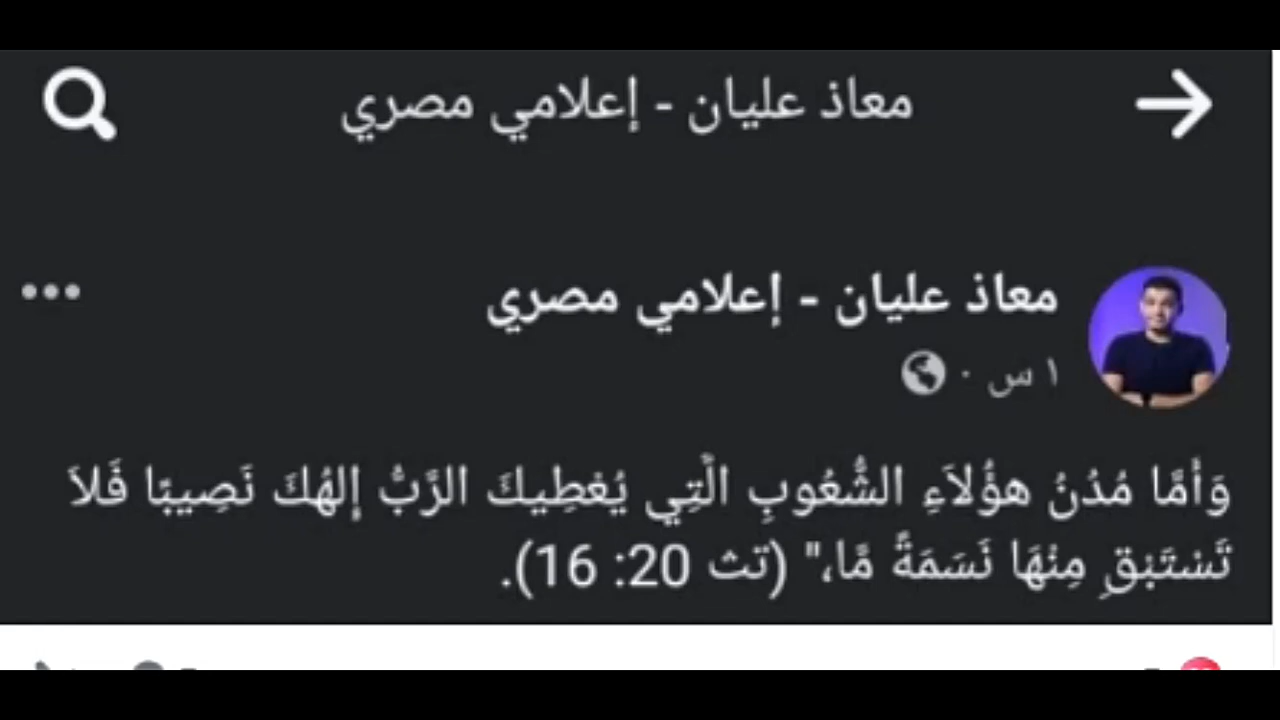 معاذ عليان - إعلامي مصري
معاذ عليان - إعلامي مصري
١ س ·
وَأَمَّا مُدُنُ هؤُلاَءِ الشُّعُوبِ الَّتِي يُعْطِيكَ الرَّبُّ إِلهُكَ نَصِيبًا فَلاَ
تَسْتَبْقِ مِنْهَا نَسَمَةً مَّا،" (تث 20: 16).